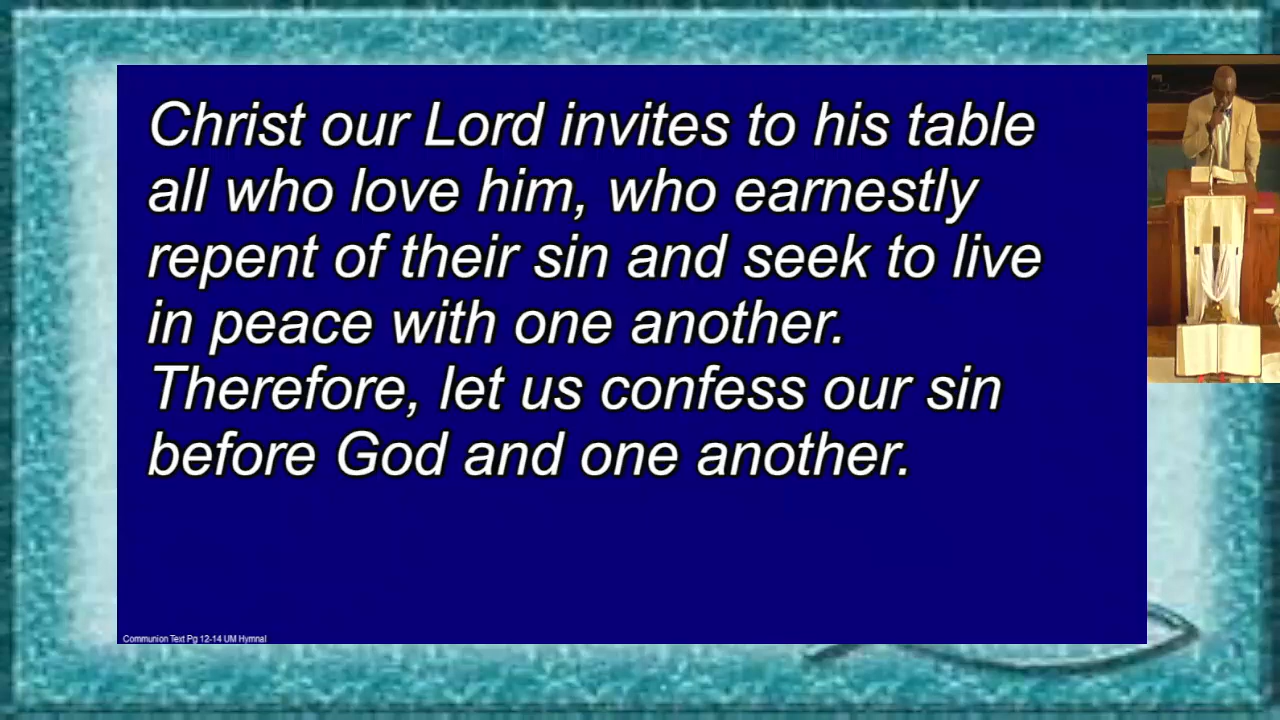 Christ our Lord invites to his table
all who love him, who earnestly
repent of their sin and seek to live
in peace with one another.
Therefore, let us confess our sin
before God and one another.
Communion Text Pg 12-14 UM Hymnal